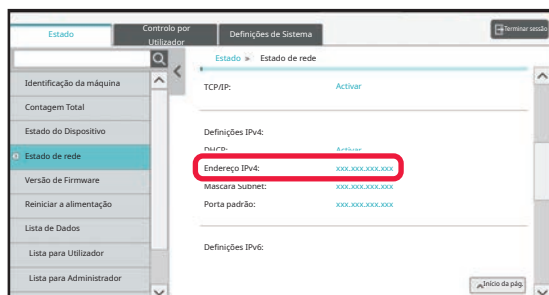 Estado
Controlo por
Utilizador
Definições de Sistema
Terminar sessão
Estado » Estado de rede
Identificação da máquina
Contagem Total
Estado do Dispositivo
Estado de rede
Versão de Firmware
Reiniciar a alimentação
Lista de Dados
Lista para Utilizador
Lista para Administrador
TCP/IP: Activar
Definições IPv4:
DHCP: Activar
Endereço IPv4: xxx.xxx.xxx.xxx
Máscara Subnet: xxx.xxx.xxx.xxx
Porta padrão: xxx.xxx.xxx.xxx
Definições IPv6:
Início da pág.